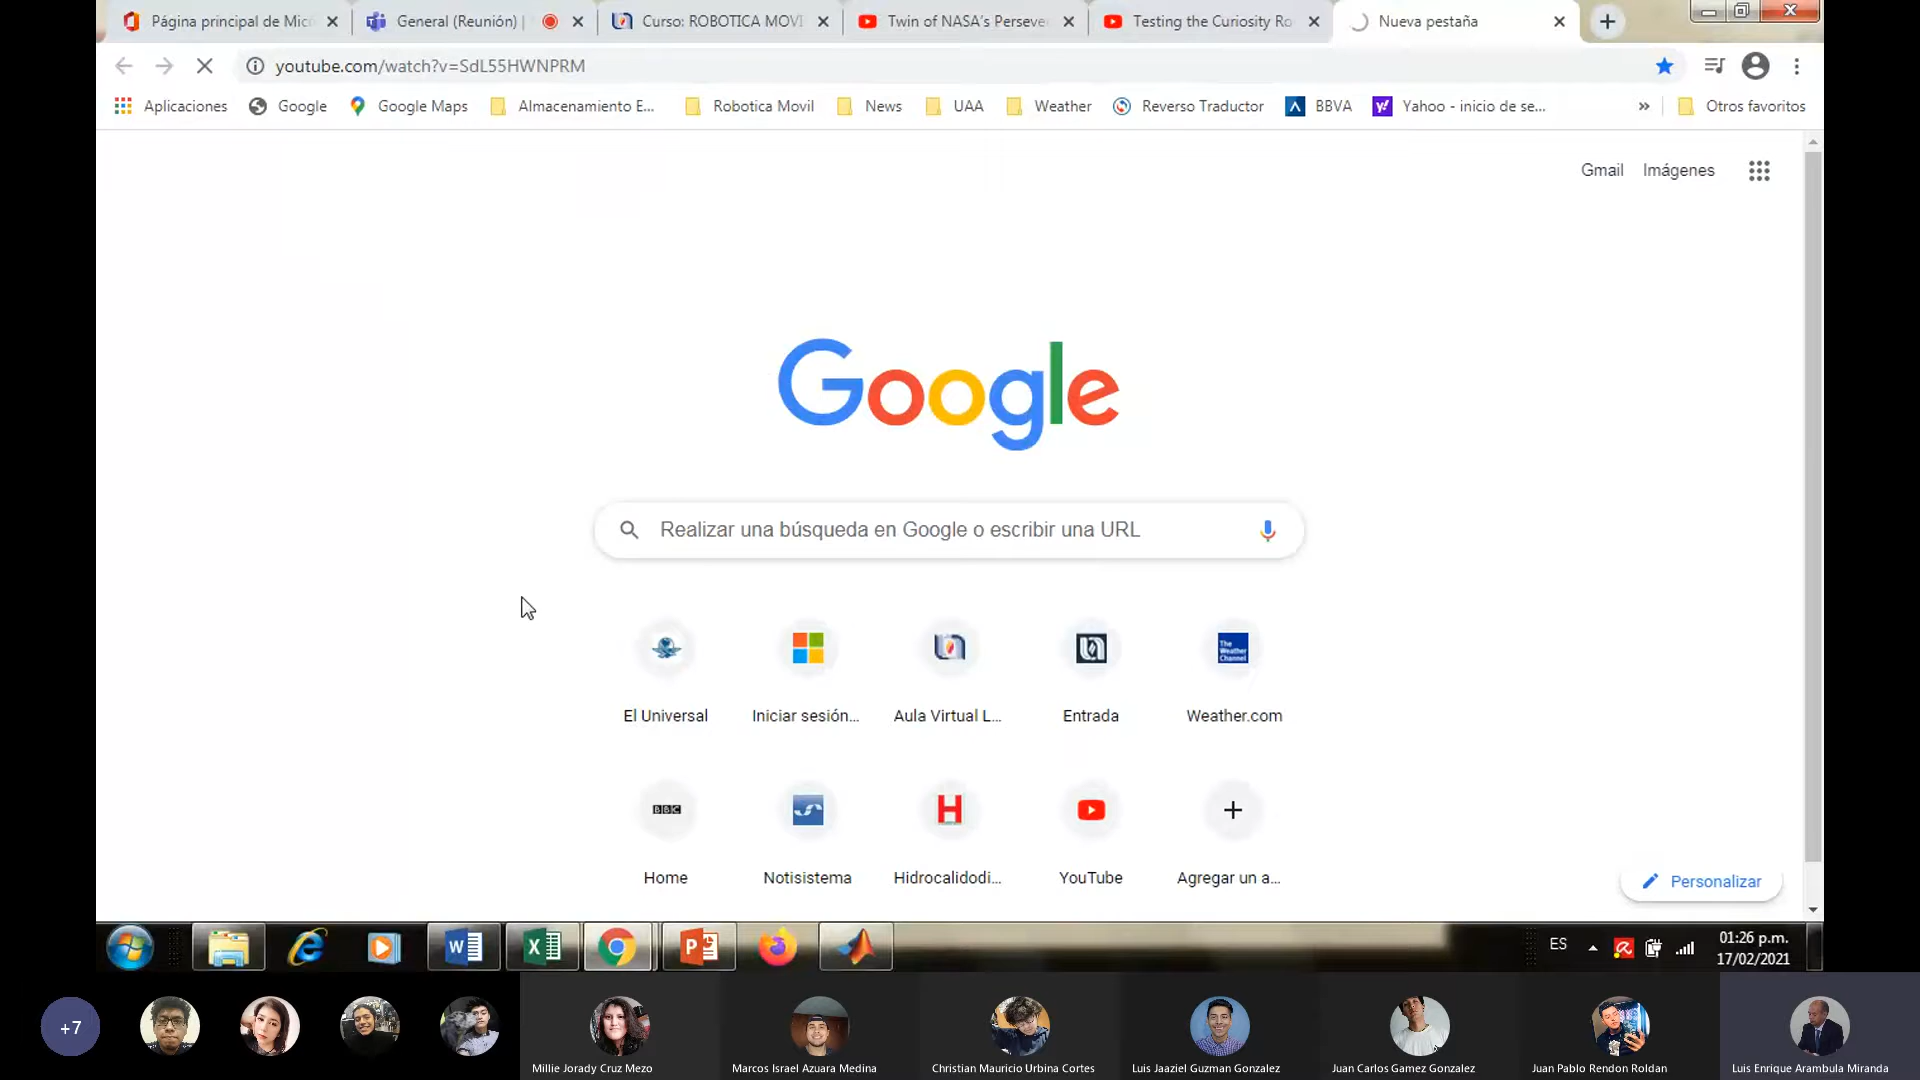 Página principal de Micr
General (Reunión) |
Curso: ROBOTICA MOVI
Twin of NASA's Perseve
Testing the Curiosity Ro
Nueva pestaña
youtube.com/watch?v=SdL55HWNPRM
Aplicaciones
Google
Google Maps
Almacenamiento E...
Robotica Movil
News
UAA
Weather
Reverso Traductor
BBVA
Yahoo - inicio de se...
»
Otros favoritos
Gmail
Imágenes
Google
Realizar una búsqueda en Google o escribir una URL
The Weather Channel
El Universal
Iniciar sesión...
Aula Virtual L...
Entrada
Weather.com
BBC
H
Home
Notisistema
Hidrocalidodi...
YouTube
Agregar un a...
Personalizar
ES
01:26 p.m.
17/02/2021
+7
Millie Jorady Cruz Mezo
Marcos Israel Azuara Medina
Christian Mauricio Urbina Cortes
Luis Jaaziel Guzman Gonzalez
Juan Carlos Gamez Gonzalez
Juan Pablo Rendon Roldan
Luis Enrique Arambula Miranda